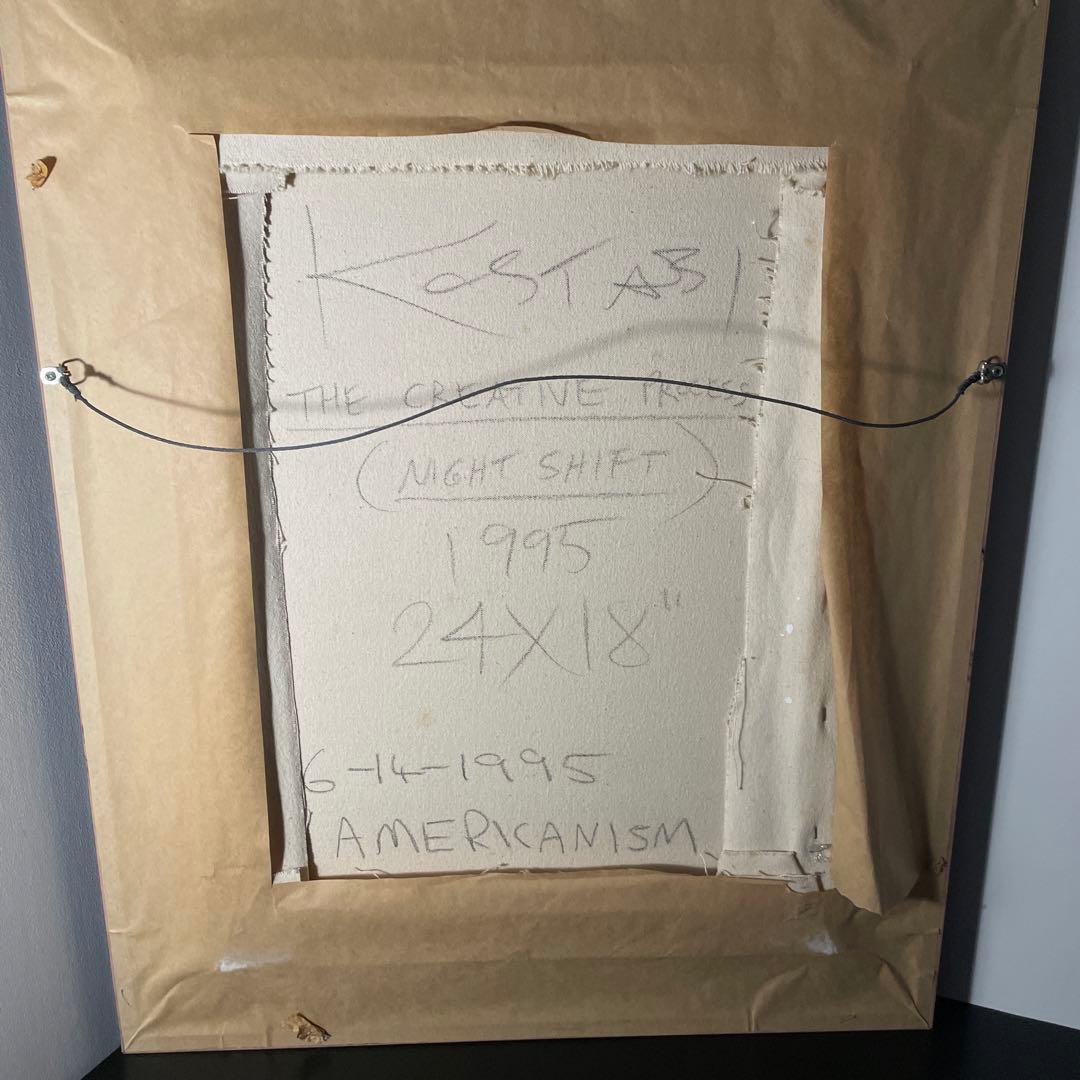 KOSTABI
THE CREATIVE PROCESS
(NIGHT SHIFT)
1995
24X18"
6-14-1995
AMERICANISM